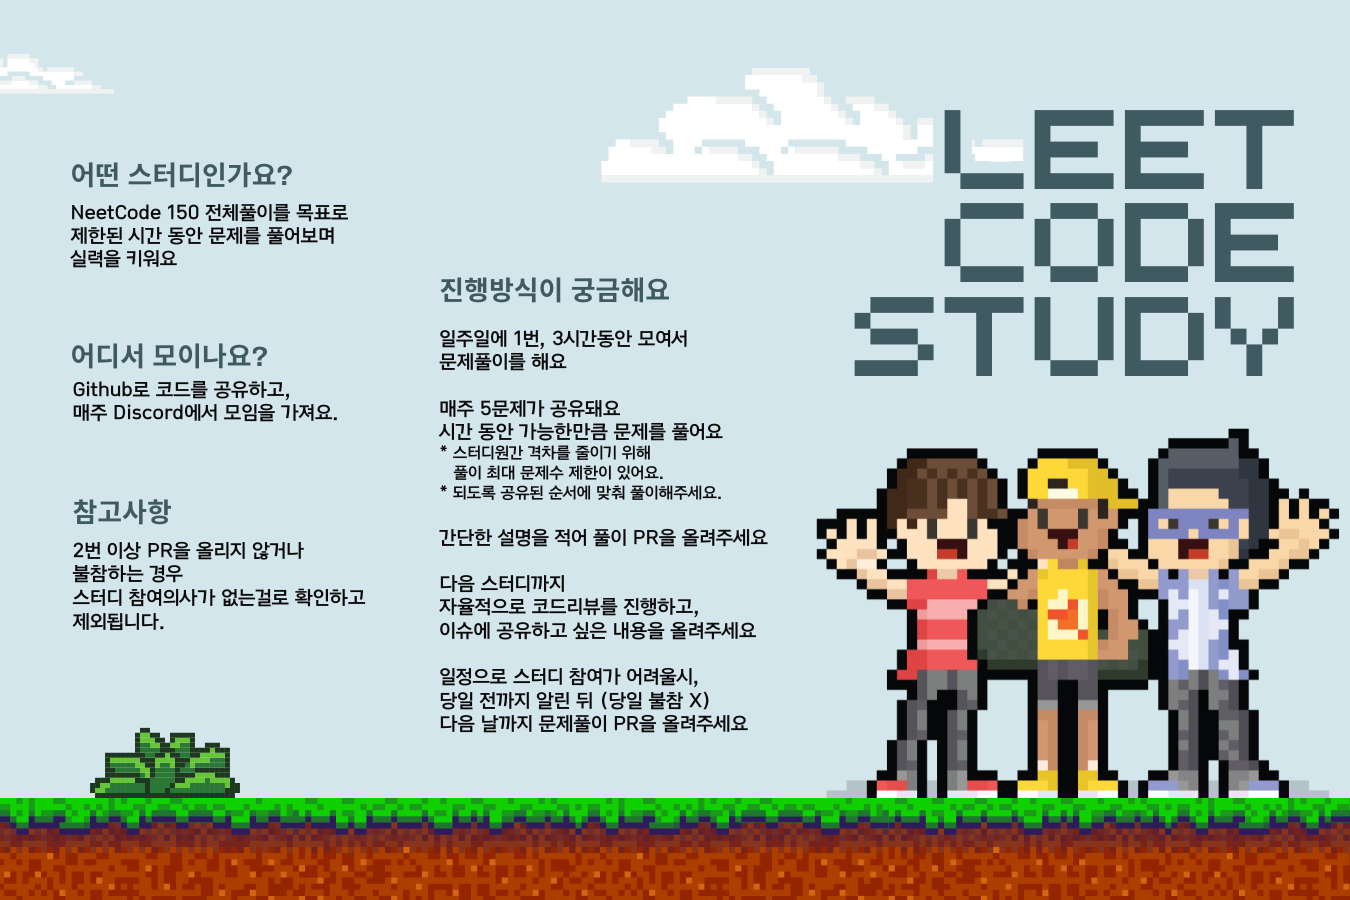 LEET
CODE
STUDY
어떤 스터디인가요?
NeetCode 150 전체풀이를 목표로
제한된 시간 동안 문제를 풀어보며
실력을 키워요
어디서 모이나요?
Github로 코드를 공유하고,
매주 Discord에서 모임을 가져요.
참고사항
2번 이상 PR을 올리지 않거나
불참하는 경우
스터디 참여의사가 없는걸로 확인하고
제외됩니다.
진행방식이 궁금해요
일주일에 1번, 3시간동안 모여서
문제풀이를 해요
매주 5문제가 공유돼요
시간 동안 가능한만큼 문제를 풀어요
* 스터디원간 격차를 줄이기 위해
풀이 최대 문제수 제한이 있어요.
* 되도록 공유된 순서에 맞춰 풀이해주세요.
간단한 설명을 적어 풀이 PR을 올려주세요
다음 스터디까지
자율적으로 코드리뷰를 진행하고,
이슈에 공유하고 싶은 내용을 올려주세요
일정으로 스터디 참여가 어려울시,
당일 전까지 알린 뒤 (당일 불참 X)
다음 날까지 문제풀이 PR을 올려주세요